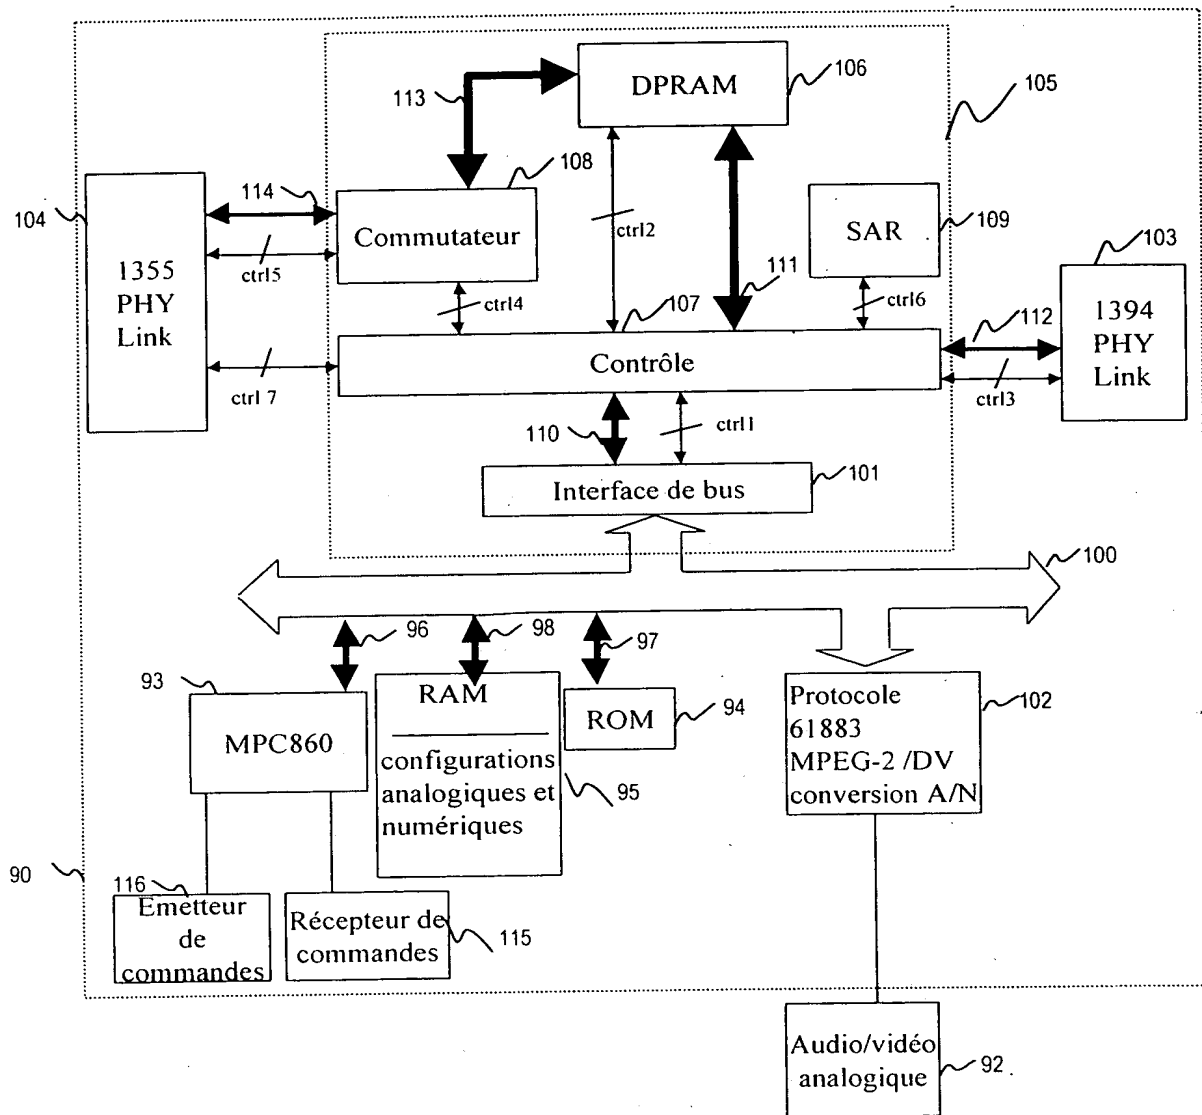 DPRAM
106
105
113
108
114
104
Commutateur
ctrl2
SAR
109
103
ctrl5
1355
PHY
Link
ctrl4
107
111
ctrl6
112
1394
PHY
Link
Contrôle
ctrl 7
ctrl3
110
ctrl1
Interface de bus
101
100
96
98
97
93
MPC860
RAM
configurations
analogiques et
numériques
95
ROM
94
Protocole
61883
MPEG-2 /DV
conversion A/N
102
90
116
Emetteur
de
commandes
Récepteur de
commandes
115
Audio/vidéo
analogique
92